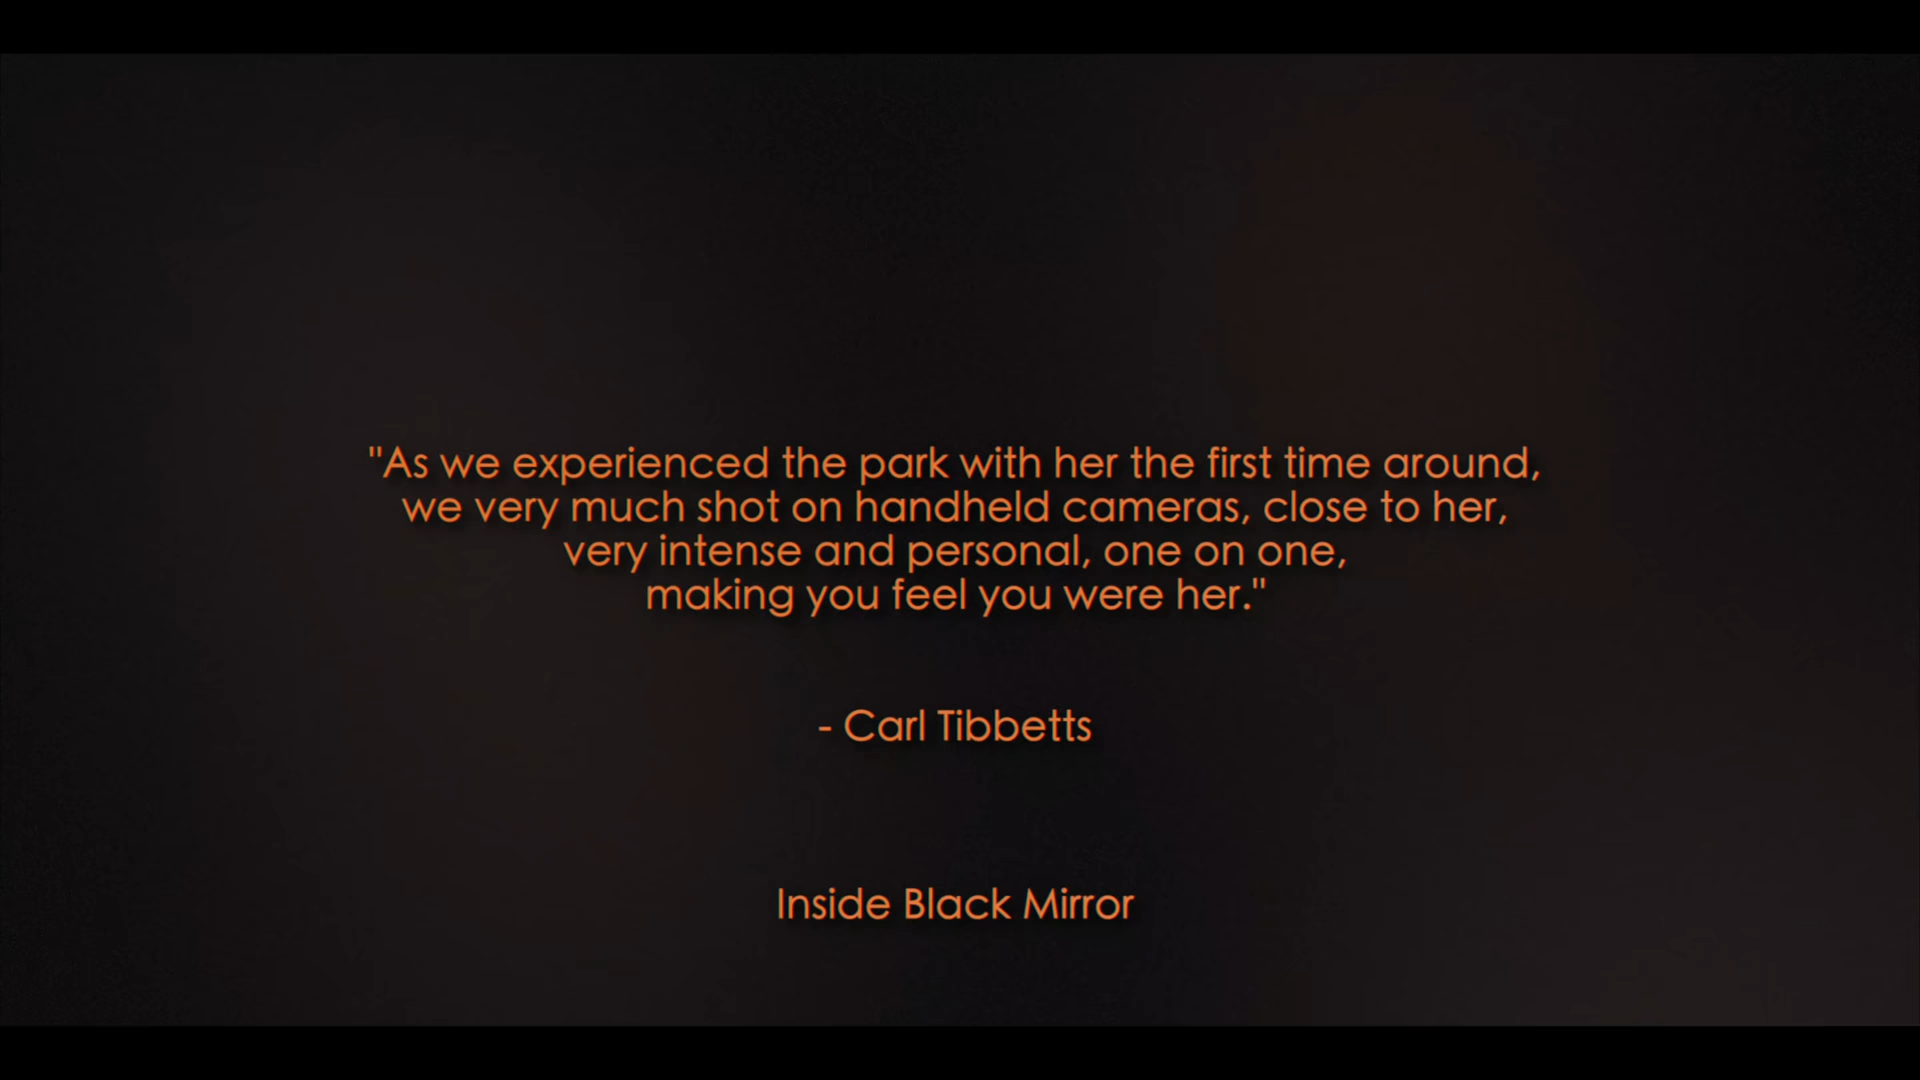 "As we experienced the park with her the first time around,
we very much shot on handheld cameras, close to her,
very intense and personal, one on one,
making you feel you were her."
- Carl Tibbetts
Inside Black Mirror